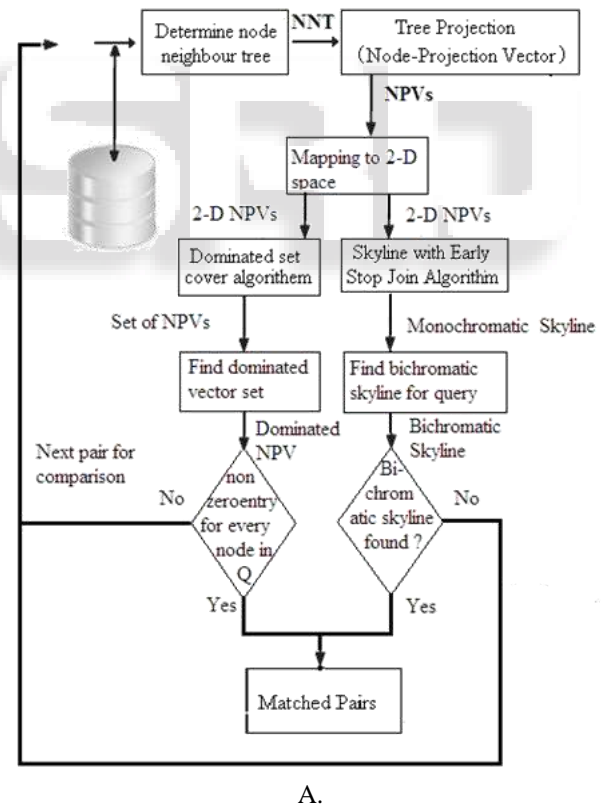 Determine node
neighbour tree
NNT
Tree Projection
(Node-Projection Vector)
NPVs
Mapping to 2-D
space
2-D NPVs
2-D NPVs
Dominated set
cover algorithem
Skyline with Early
Stop Join Algorithim
Set of NPVs
Monochromatic Skyline
Find dominated
vector set
Find bichromatic
skyline for query
Dominated
NPV
Bichromatic
Skyline
Next pair for
comparison
No
non
zeroentry
for every
node in
Q
Bi-
chrom
atic skyline
found ?
No
Yes
Yes
Matched Pairs
A.